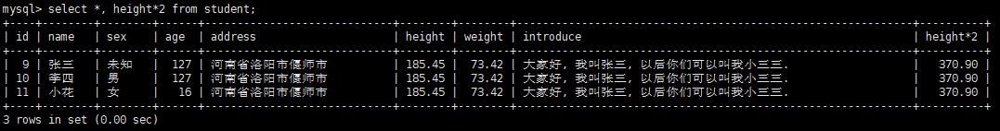 mysql> select *, height*2 from student;
+----+------+------+------+--------------------+--------+--------+----------------------------------------------------------+----------+
| id | name | sex | age | address | height | weight | introduce | height*2 |
+----+------+------+------+--------------------+--------+--------+----------------------------------------------------------+----------+
| 9 | 张三 | 未知 | 127 | 河南省洛阳市偃师市 | 185.45 | 73.42 | 大家好, 我叫张三, 以后你们可以叫我小三三. | 370.90 |
| 10 | 李四 | 男 | 127 | 河南省洛阳市偃师市 | 185.45 | 73.42 | 大家好, 我叫张三, 以后你们可以叫我小三三. | 370.90 |
| 11 | 小花 | 女 | 16 | 河南省洛阳市偃师市 | 185.45 | 73.42 | 大家好, 我叫张三, 以后你们可以叫我小三三. | 370.90 |
+----+------+------+------+--------------------+--------+--------+----------------------------------------------------------+----------+
3 rows in set (0.00 sec)